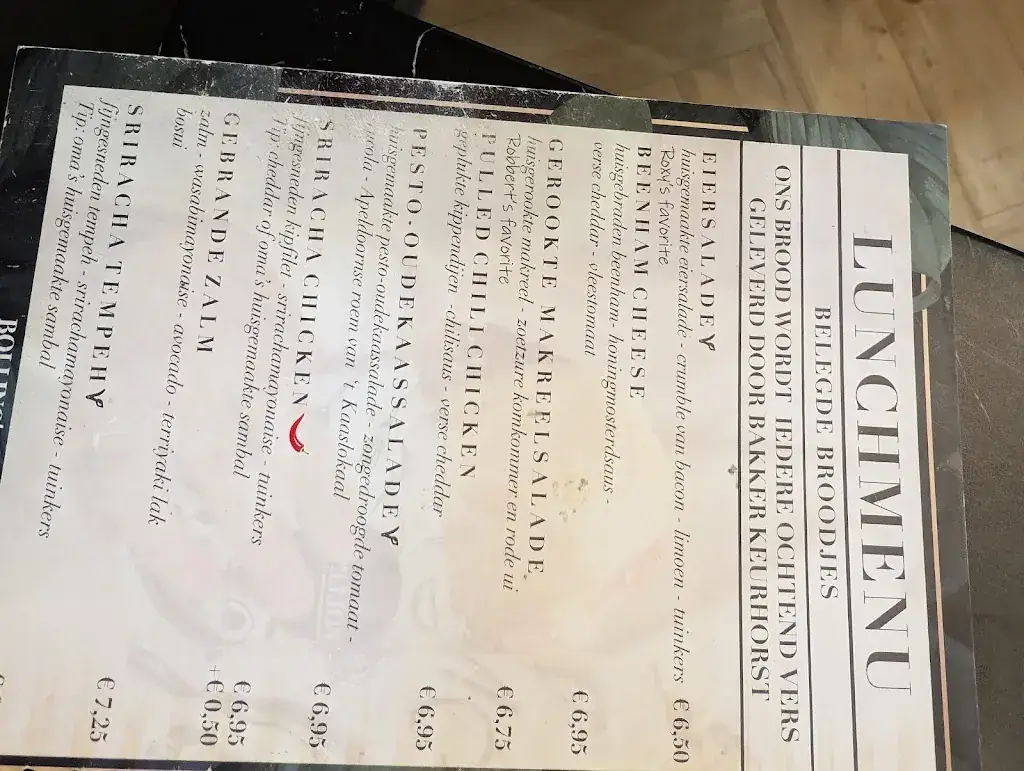 LUNCHMENU
BELEGDE BROODJES
ONS BROOD WORDT IEDERE OCHTEND VERS
GELEVERD DOOR BAKKER KEURHORST
EIERSALADE
huisgemaakte eiersalade - crumble van bacon - limoen - tuinkers € 6,50
Roxy's favorite
BEENHAM CHEESE
huisgebraden beenham - honingmosterdsaus -
verse cheddar - vleestomaat € 6,95
GEROOKTE MAKREELSALADE
huisgerookte makreel - zoetzure komkommer en rode ui € 6,75
Robbert's favorite
PULLED CHILI CHICKEN
geplukte kippendijen - chilisaus - verse cheddar € 6,95
PESTO-OUDEKAASSALADE
huisgemaakte pesto-oudekaassalade - zongedroogde tomaat -
rucola - Apeldoornse roem van 't Kaaslokaal € 6,95
SRIRACHA CHICKEN
fijngesneden kipfilet - srirachamayonaise - tuinkers € 6,95
Tip: cheddar of oma's huisgemaakte sambal + € 0,50
GEBRANDE ZALM
zalm - wasabimayonaise - avocado - terriyaki lak
bosui € 7,25
SRIRACHA TEMPEH
fijngesneden tempeh - srirachamayonaise - tuinkers
Tip: oma's huisgemaakte sambal